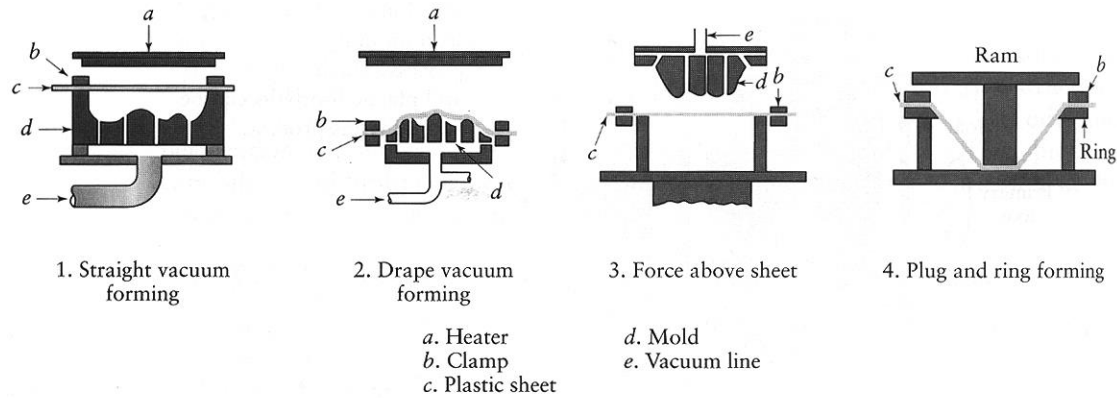 a
b
c
d
e
a
b
c
d
e
e
d
b
c
Ram
c
b
Ring
1. Straight vacuum
forming
2. Drape vacuum
forming
3. Force above sheet
4. Plug and ring forming
a. Heater
b. Clamp
c. Plastic sheet
d. Mold
e. Vacuum line